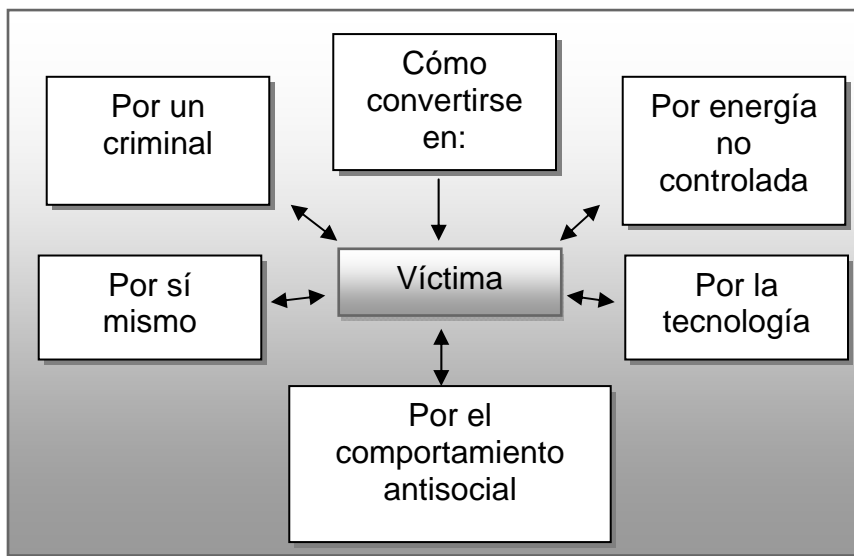 Cómo
convertirse
en:
Por un
criminal
Por energía
no
controlada
Víctima
Por sí
mismo
Por la
tecnología
Por el
comportamiento
antisocial